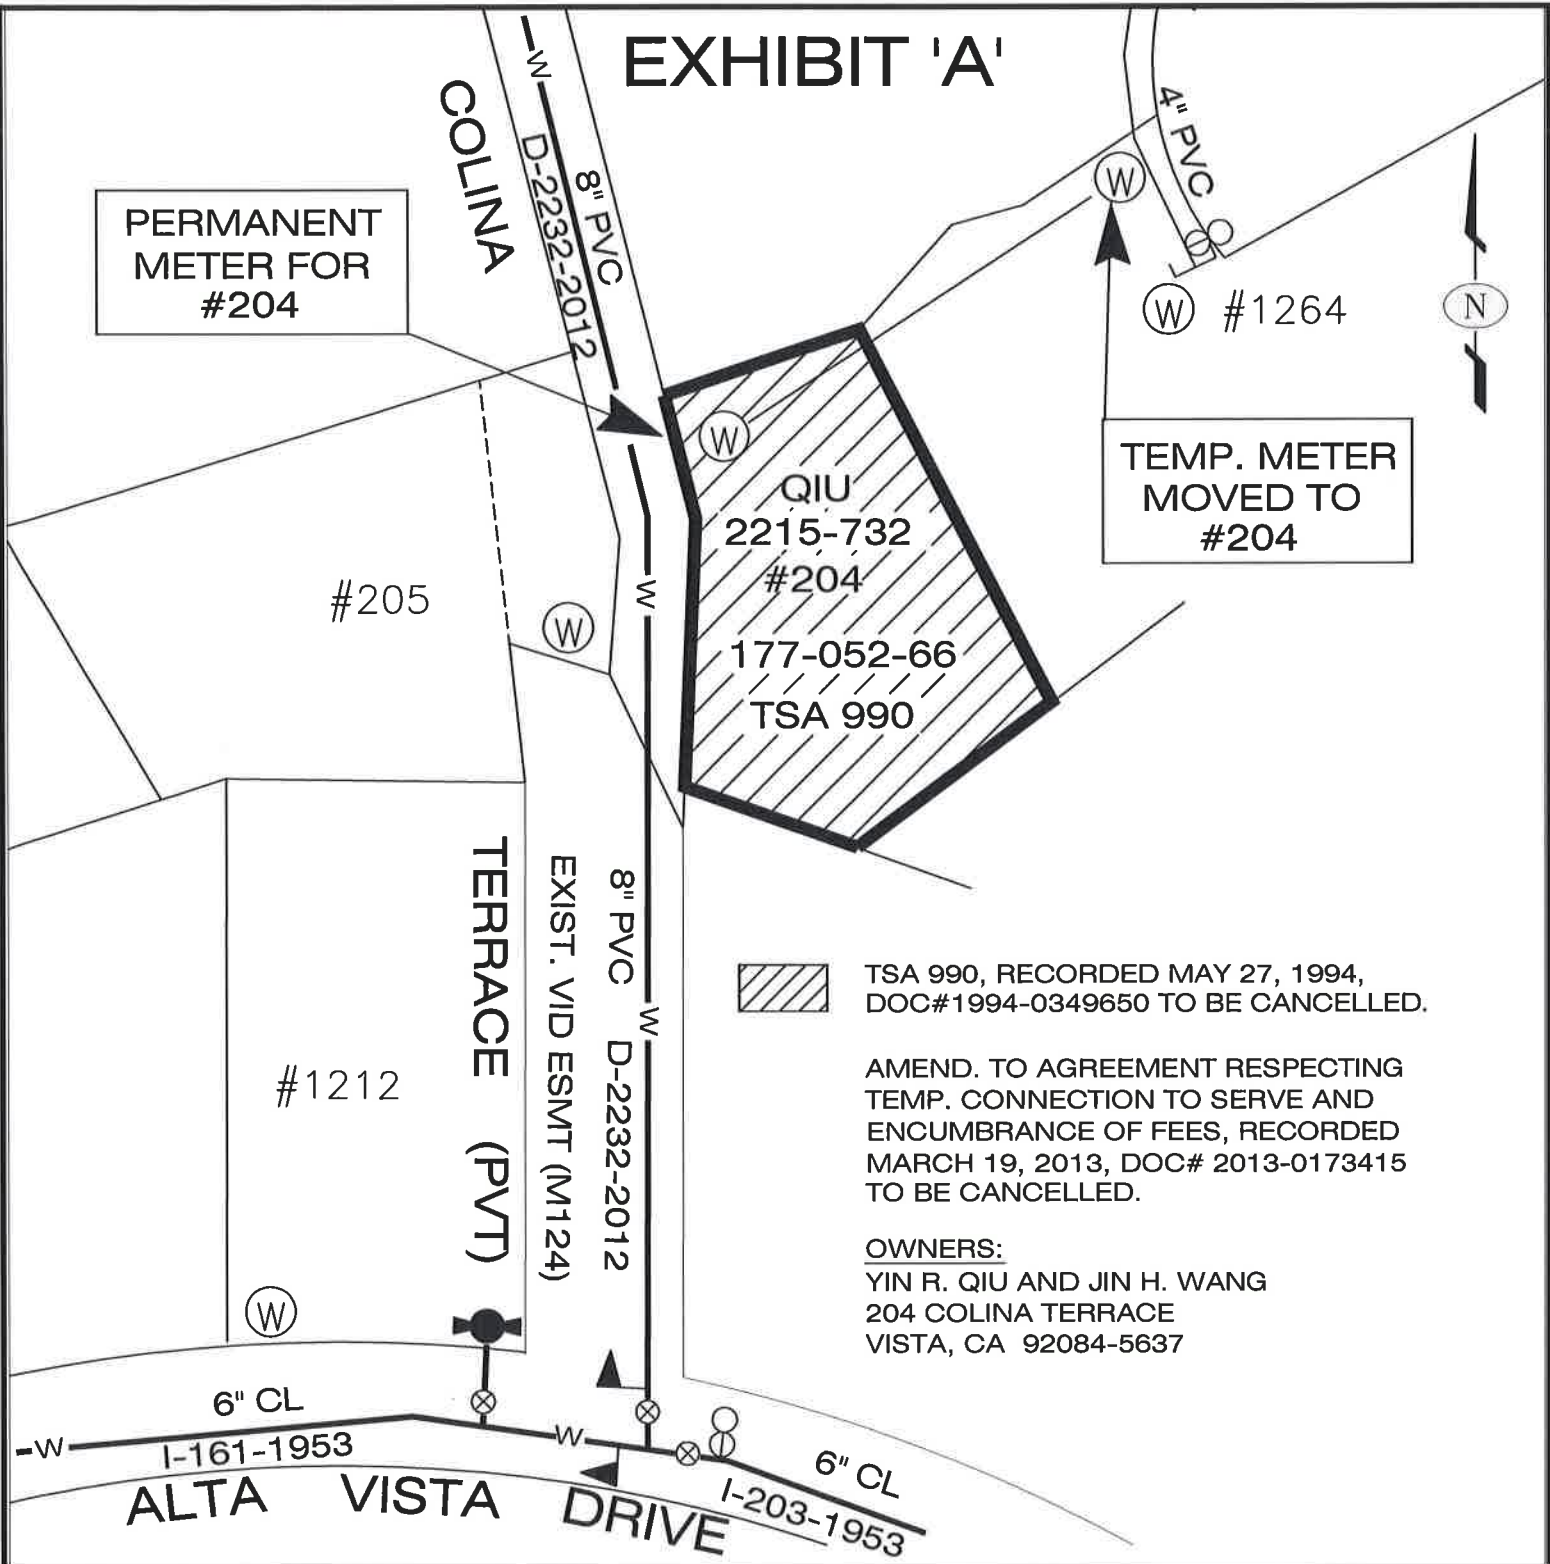 EXHIBIT 'A'
W
COLINA
D-2232-2012
8" PVC
4" PVC
PERMANENT
METER FOR
#204
W
W
#1264
N
W
TEMP. METER
MOVED TO
#204
QIU
2215-732
#204
177-052-66
TSA 990
#205
W
W
TERRACE (PVT)
EXIST. VID ESMT (M124)
8" PVC D-2232-2012
W
#1212
W
TSA 990, RECORDED MAY 27, 1994,
DOC#1994-0349650 TO BE CANCELLED.
AMEND. TO AGREEMENT RESPECTING
TEMP. CONNECTION TO SERVE AND
ENCUMBRANCE OF FEES, RECORDED
MARCH 19, 2013, DOC# 2013-0173415
TO BE CANCELLED.
OWNERS:
YIN R. QIU AND JIN H. WANG
204 COLINA TERRACE
VISTA, CA 92084-5637
6" CL
W
I-161-1953
W
6" CL
I-203-1953
ALTA VISTA DRIVE